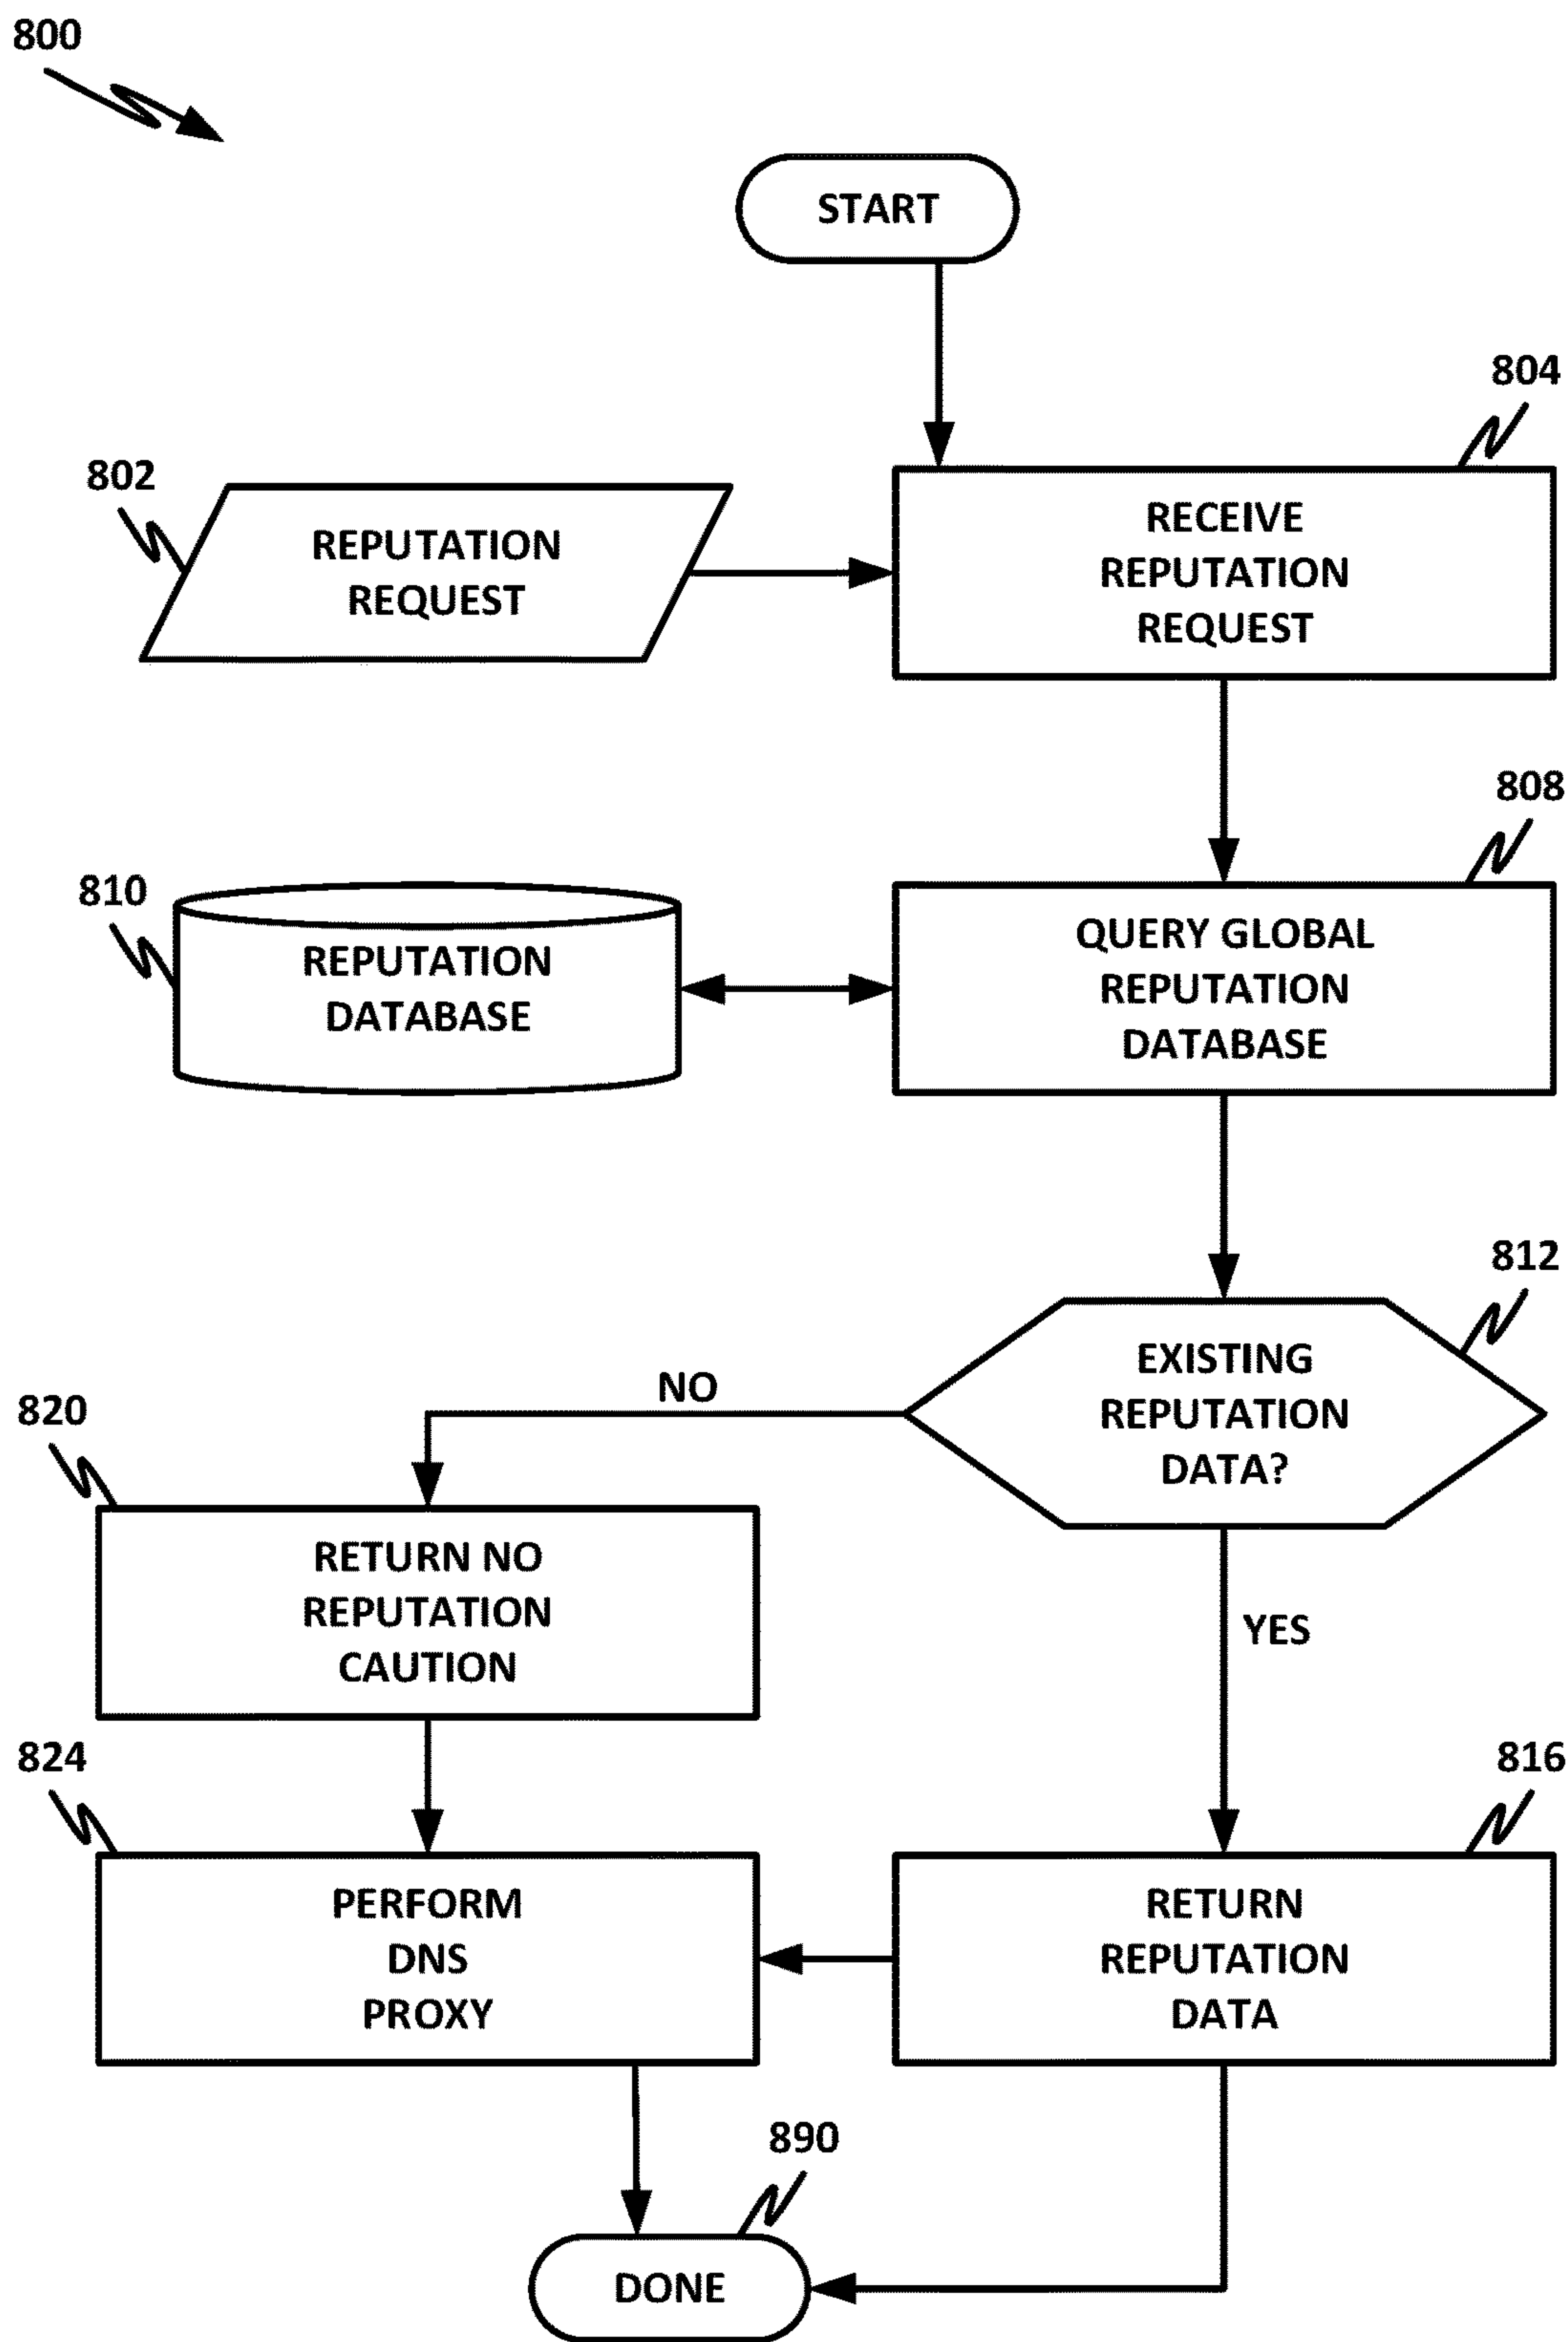 800
START
804
802
REPUTATION
REQUEST
RECEIVE
REPUTATION
REQUEST
808
810
REPUTATION
DATABASE
QUERY GLOBAL
REPUTATION
DATABASE
812
EXISTING
REPUTATION
DATA?
NO
820
RETURN NO
REPUTATION
CAUTION
YES
824
816
PERFORM
DNS
PROXY
RETURN
REPUTATION
DATA
890
DONE